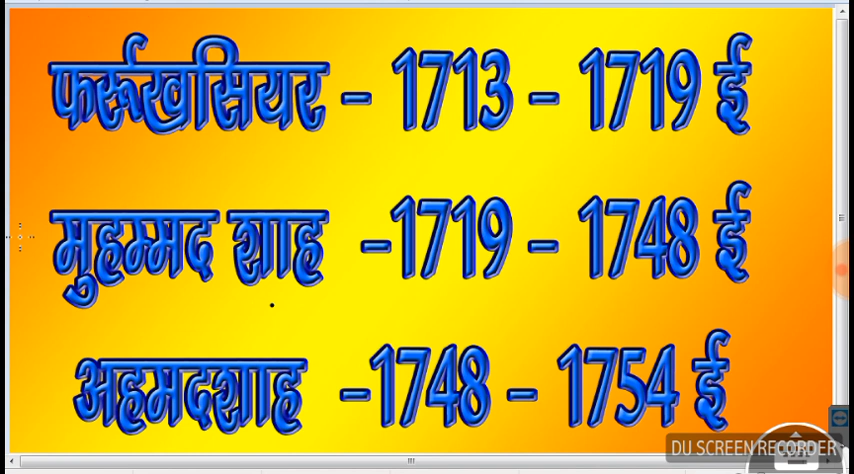 फर्रूखसियर – 1713 – 1719 ई
मुहम्मद शाह –1719 – 1748 ई
अहमदशाह –1748 – 1754 ई
DU SCREEN RECORDER